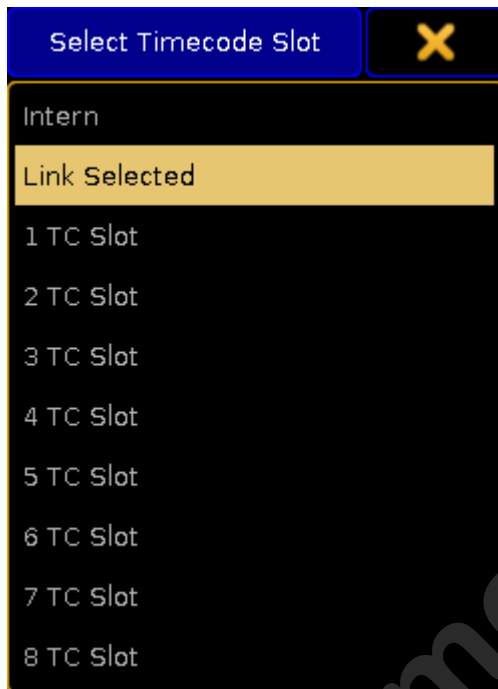 Select Timecode Slot
Intern
Link Selected
1 TC Slot
2 TC Slot
3 TC Slot
4 TC Slot
5 TC Slot
6 TC Slot
7 TC Slot
8 TC Slot